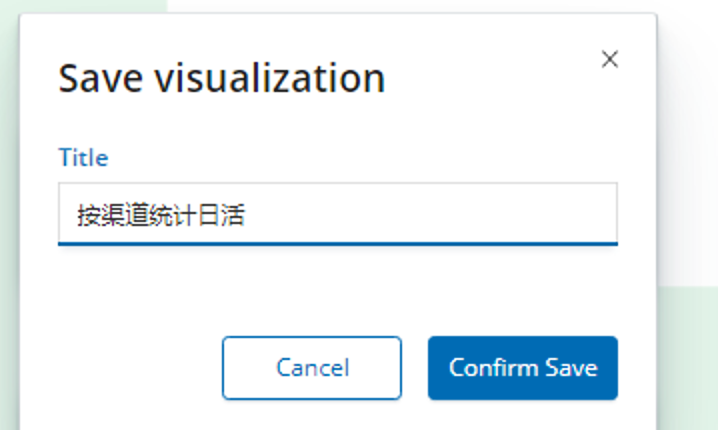 Save visualization
Title
按渠道统计日活
Cancel
Confirm Save